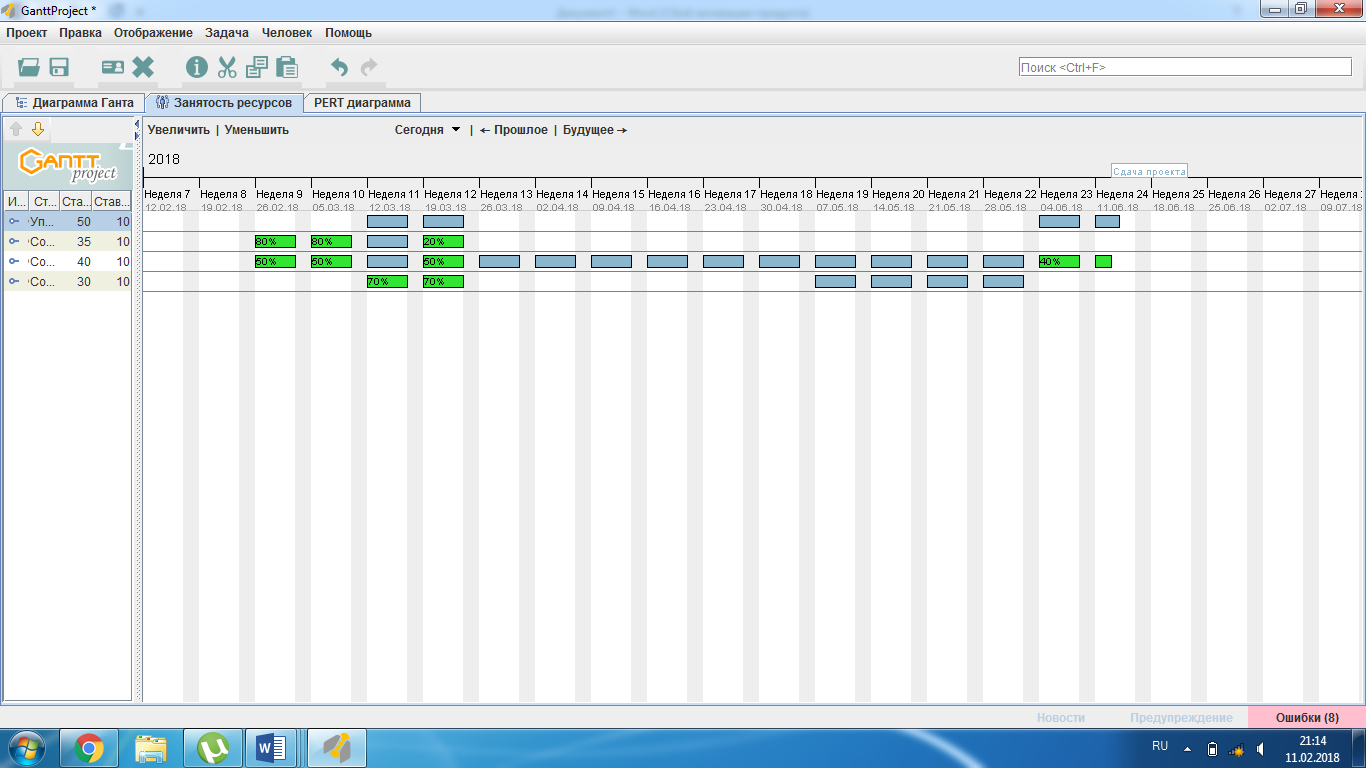 GanttProject *
Проект Правка Отображение Задача Человек Помощь
Поиск <Ctrl+F>
Диаграмма Ганта Занятость ресурсов PERT диаграмма
Увеличить | Уменьшить Сегодня | ← Прошлое | Будущее →
GANTT project
2018
Сдача проекта
И... Ст... Ста... Став...
Неделя 7 Неделя 8 Неделя 9 Неделя 10 Неделя 11 Неделя 12 Неделя 13 Неделя 14 Неделя 15 Неделя 16 Неделя 17 Неделя 18 Неделя 19 Неделя 20 Неделя 21 Неделя 22 Неделя 23 Неделя 24 Неделя 25 Неделя 26 Неделя 27 Неделя
12.02.18 19.02.18 26.02.18 05.03.18 12.03.18 19.03.18 26.03.18 02.04.18 09.04.18 16.04.18 23.04.18 30.04.18 07.05.18 14.05.18 21.05.18 28.05.18 04.06.18 11.06.18 18.06.18 25.06.18 02.07.18 09.07.18
Уп... 50 10
Со... 35 10 80% 80% 20%
Со... 40 10 50% 50% 50% 40%
Со... 30 10 70% 70%
Новости Предупреждение Ошибки (8)
RU 21:14
11.02.2018